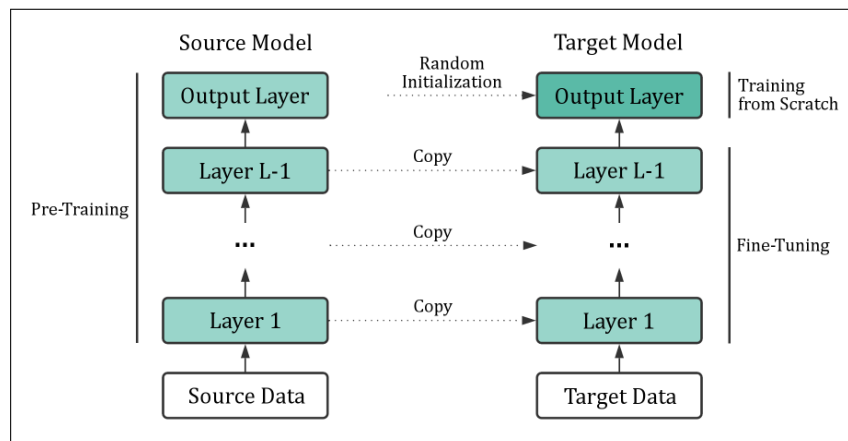 Source Model
Target Model
Random
Initialization
Output Layer
Output Layer
Training
from Scratch
Layer L-1
Copy
Layer L-1
Pre-Training
...
Copy
...
Fine-Tuning
Layer 1
Copy
Layer 1
Source Data
Target Data